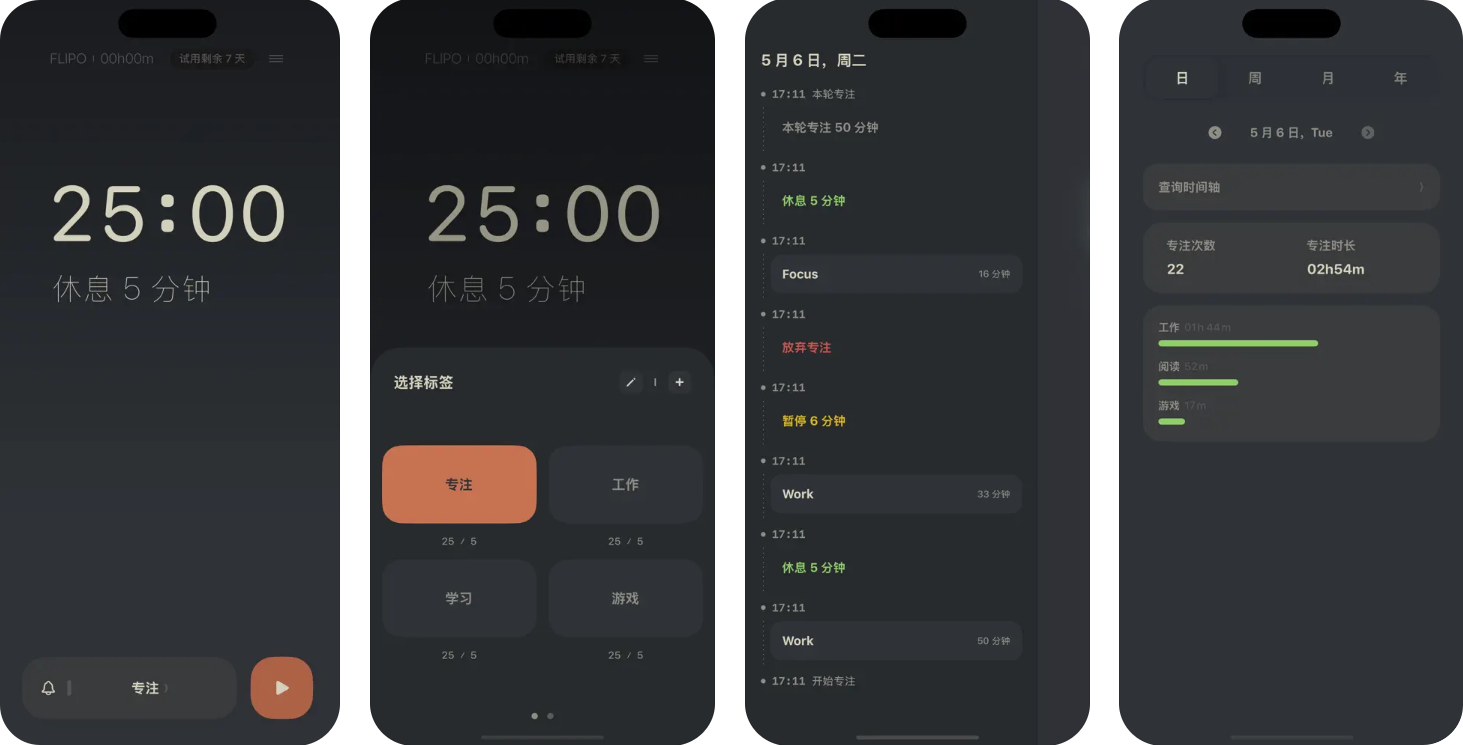 FLIPO | 00h00m 试用剩余 7 天
25:00
休息 5 分钟
专注
FLIPO | 00h00m 试用剩余 7 天
25:00
休息 5 分钟
选择标签
专注 工作
25 / 5 25 / 5
学习 游戏
25 / 5 25 / 5
5 月 6 日，周二
17:11 本轮专注
本轮专注 50 分钟
17:11
休息 5 分钟
17:11
Focus 16 分钟
17:11
放弃专注
17:11
暂停 6 分钟
17:11
Work 33 分钟
17:11
休息 5 分钟
17:11
Work 50 分钟
17:11 开始专注
日 周 月 年
5 月 6 日，Tue
查询时间轴
专注次数 专注时长
22 02h54m
工作 01h 44m
阅读 52m
游戏 17m